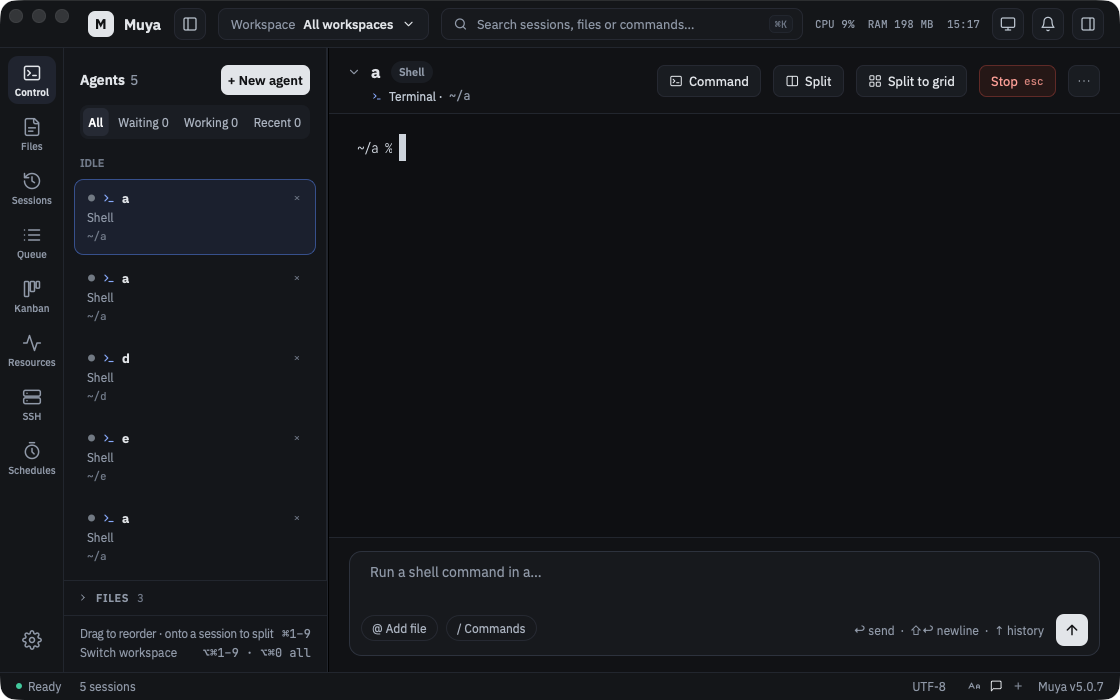 M Muya Workspace All workspaces Search sessions, files or commands... ⌘K CPU 9% RAM 198 MB 15:17
Control
Files
Sessions
Queue
Kanban
Resources
SSH
Schedules
Agents 5 + New agent
All Waiting 0 Working 0 Recent 0
IDLE
a ×
Shell
~/a
a ×
Shell
~/a
d ×
Shell
~/d
e ×
Shell
~/e
a ×
Shell
~/a
FILES 3
Drag to reorder · onto a session to split ⌘1–9
Switch workspace ⌥⌘1–9 · ⌥⌘0 all
a Shell
Terminal · ~/a
Command Split Split to grid Stop esc ···
~/a %
Run a shell command in a...
@ Add file / Commands ↩ send · ⇧↩ newline · ↑ history
Ready 5 sessions UTF-8 Aa + Muya v5.0.7